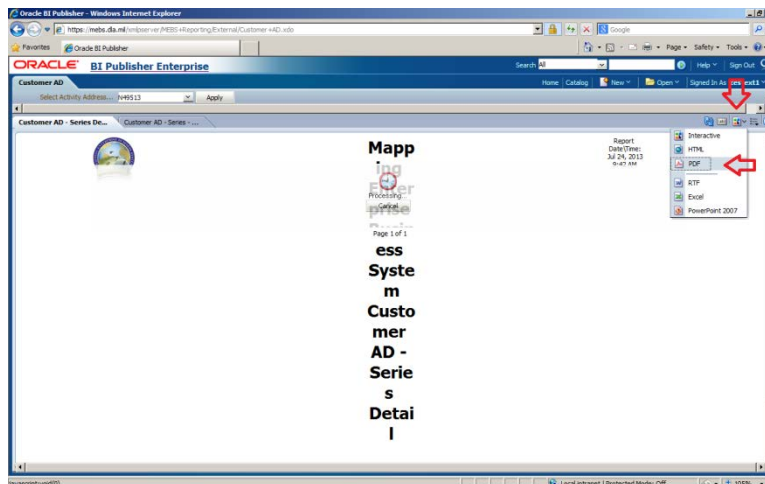 Oracle BI Publisher - Windows Internet Explorer
https://mebs.dla.mil/xmlpserver/MEBS+Reporting/External/Customer+AD.xdo
Google
Favorites Oracle BI Publisher
Page Safety Tools
ORACLE BI Publisher Enterprise
Search All
Help Sign Out
Customer AD
Home Catalog New Open Signed In As
Select Activity Address... N49513 Apply
Customer AD - Series De... Customer AD - Series - ...
Interactive
HTML
PDF
RTF
Excel
PowerPoint 2007
Report
Date\Time:
Jul 24, 2013
9:42 AM
Mapp
ing
Enter
Processing...
Cancel
prise
Page 1 of 1
ess
Syste
m
Custo
mer
AD -
Serie
s
Detai
l
Local intranet | Protected Mode: Off
105%